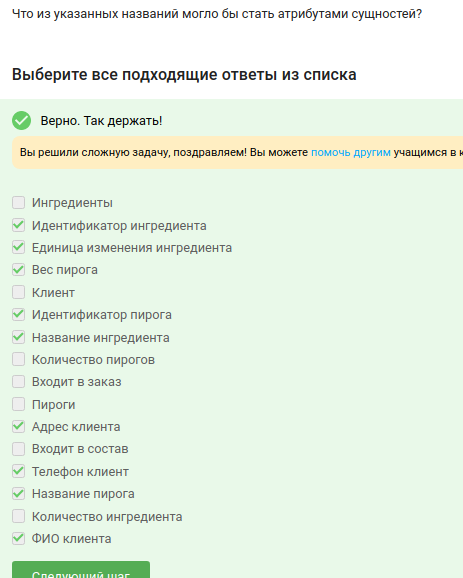 Что из указанных названий могло бы стать атрибутами сущностей?
Выберите все подходящие ответы из списка
Верно. Так держать!
Вы решили сложную задачу, поздравляем! Вы можете помочь другим учащимся в
Ингредиенты
Идентификатор ингредиента
Единица изменения ингредиента
Вес пирога
Клиент
Идентификатор пирога
Название ингредиента
Количество пирогов
Входит в заказ
Пироги
Адрес клиента
Входит в состав
Телефон клиент
Название пирога
Количество ингредиента
ФИО клиента
Следующий шаг